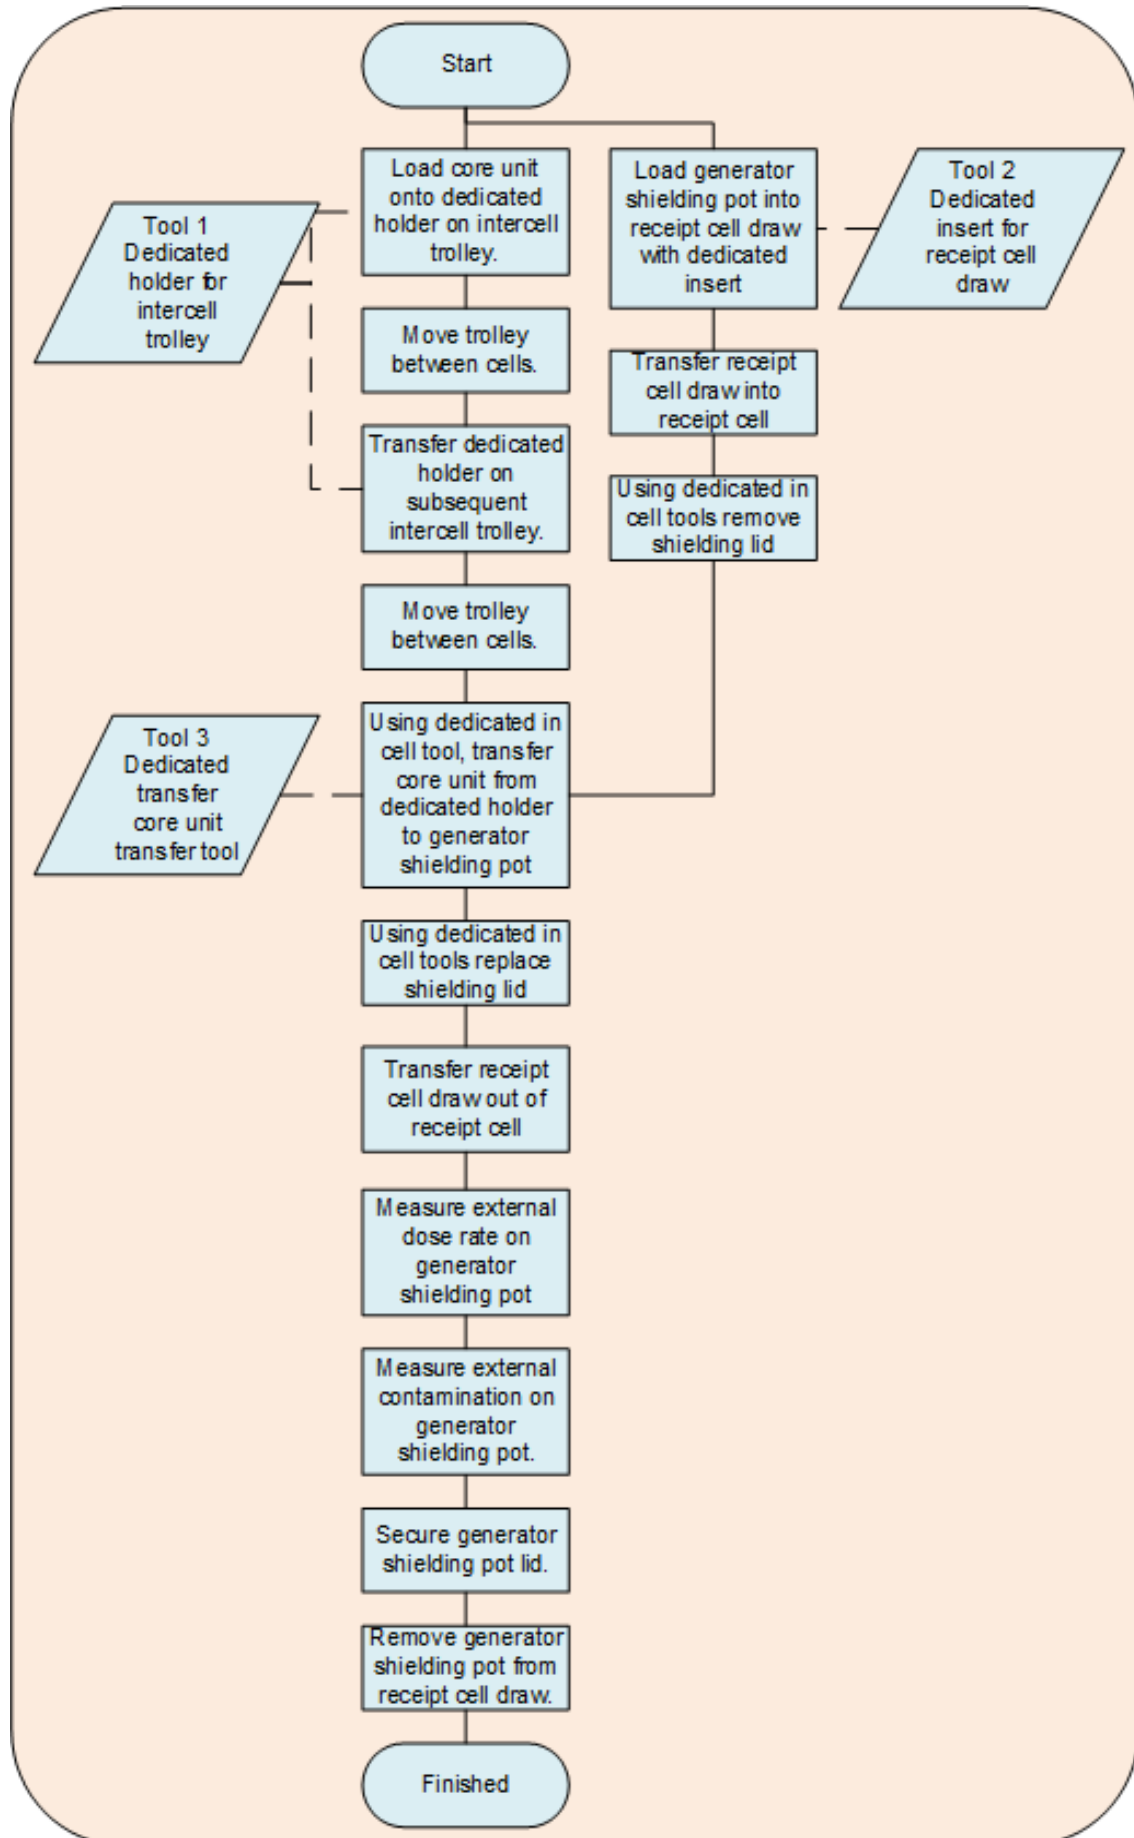 Start
Load core unit
onto dedicated
holder on intercell
trolley.
Load generator
shielding pot into
receipt cell draw
with dedicated
insert
Tool 2
Dedicated
insert for
receipt cell
draw
Tool 1
Dedicated
holder for
intercell
trolley
Move trolley
between cells.
Transfer receipt
cell draw into
receipt cell
Transfer dedicated
holder on
subsequent
intercell trolley.
Using dedicated in
cell tools remove
shielding lid
Move trolley
between cells.
Tool 3
Dedicated
transfer
core unit
transfer tool
Using dedicated in
cell tool, transfer
core unit from
dedicated holder
to generator
shielding pot
Using dedicated in
cell tools replace
shielding lid
Transfer receipt
cell draw out of
receipt cell
Measure external
dose rate on
generator
shielding pot
Measure external
contamination on
generator
shielding pot.
Secure generator
shielding pot lid.
Remove generator
shielding pot from
receipt cell draw.
Finished